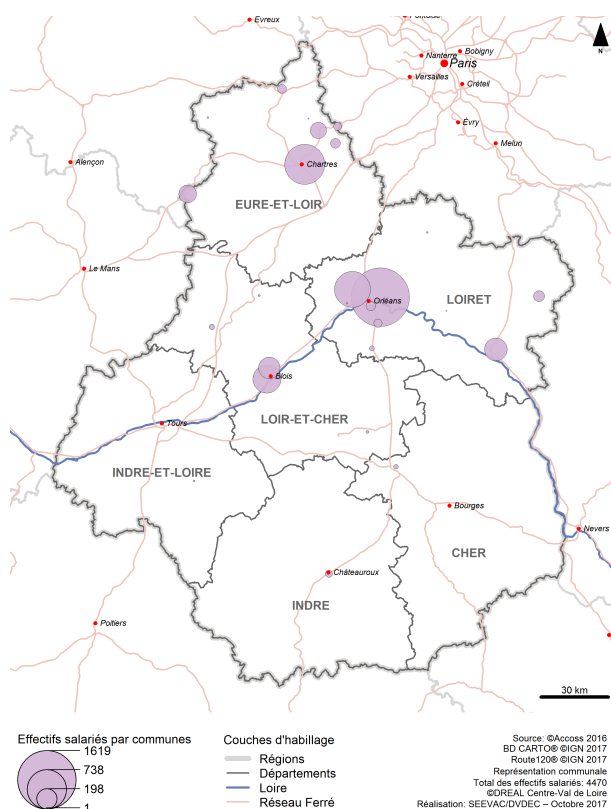 Evreux
Pontoise
N
Nanterre
Bobigny
Paris
Versailles
Créteil
Évry
Melun
Alençon
Chartres
EURE-ET-LOIR
Le Mans
Orléans
LOIRET
Blois
LOIR-ET-CHER
Tours
INDRE-ET-LOIRE
Bourges
Nevers
CHER
Châteauroux
INDRE
Poitiers
30 km
Effectifs salariés par communes
1619
738
198
1
Couches d'habillage
Régions
Départements
Loire
Réseau Ferré
Source: ©Accoss 2016
BD CARTO® ©IGN 2017
Route120® ©IGN 2017
Représentation communale
Total des effectifs salariés: 4470
©DREAL Centre-Val de Loire
Réalisation: SEEVAC/DVDEC – Octobre 2017